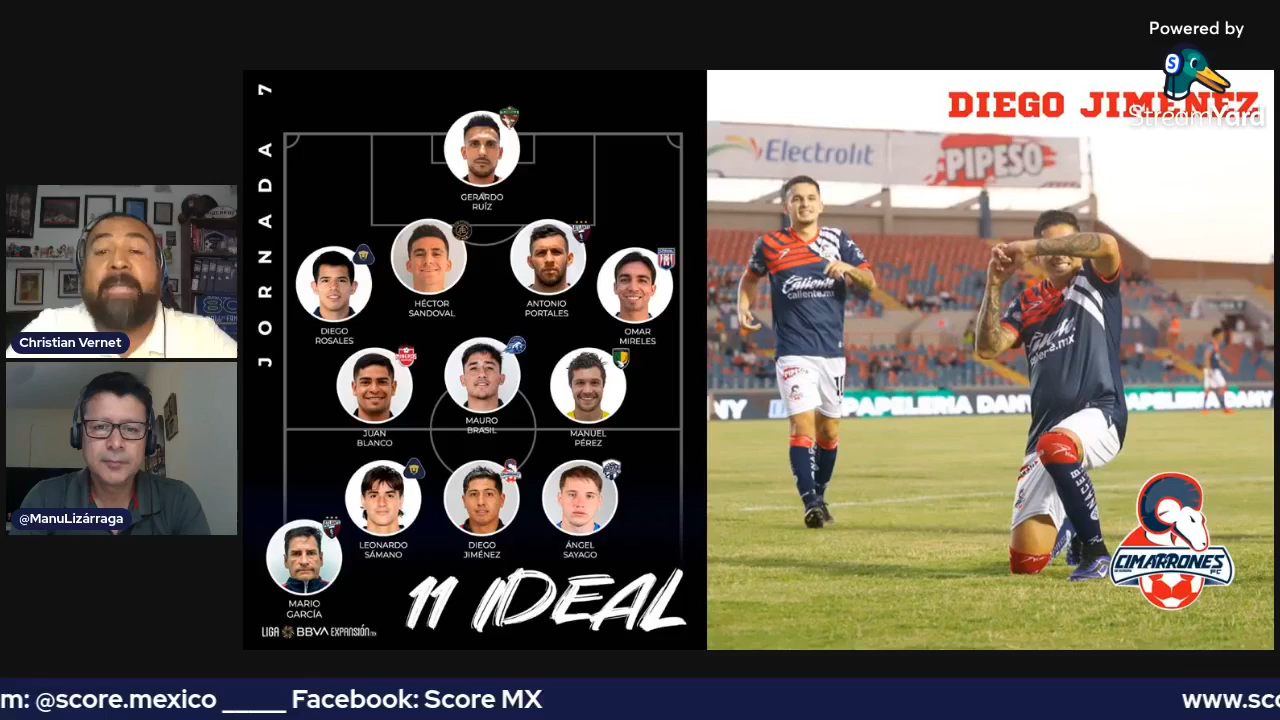 Powered by
StreamYard
JORNADA 7
GERARDO
RUÍZ
HÉCTOR
SANDOVAL
ANTONIO
PORTALES
DIEGO
ROSALES
OMAR
MIRELES
JUAN
BLANCO
MAURO
BRASIL
MANUEL
PÉREZ
LEONARDO
SÁMANO
DIEGO
JIMÉNEZ
ÁNGEL
SAYAGO
MARIO
GARCÍA
11 IDEAL
LIGA BBVA EXPANSIÓN
DIEGO JIMENEZ
Electrolit
PIPESO
Caliente
caliente.mx
PAPELERIA DANY
CIMARRONES
FC
Christian Vernet
@ManuLizárraga
m: @score.mexico _____ Facebook: Score MX
www.sco